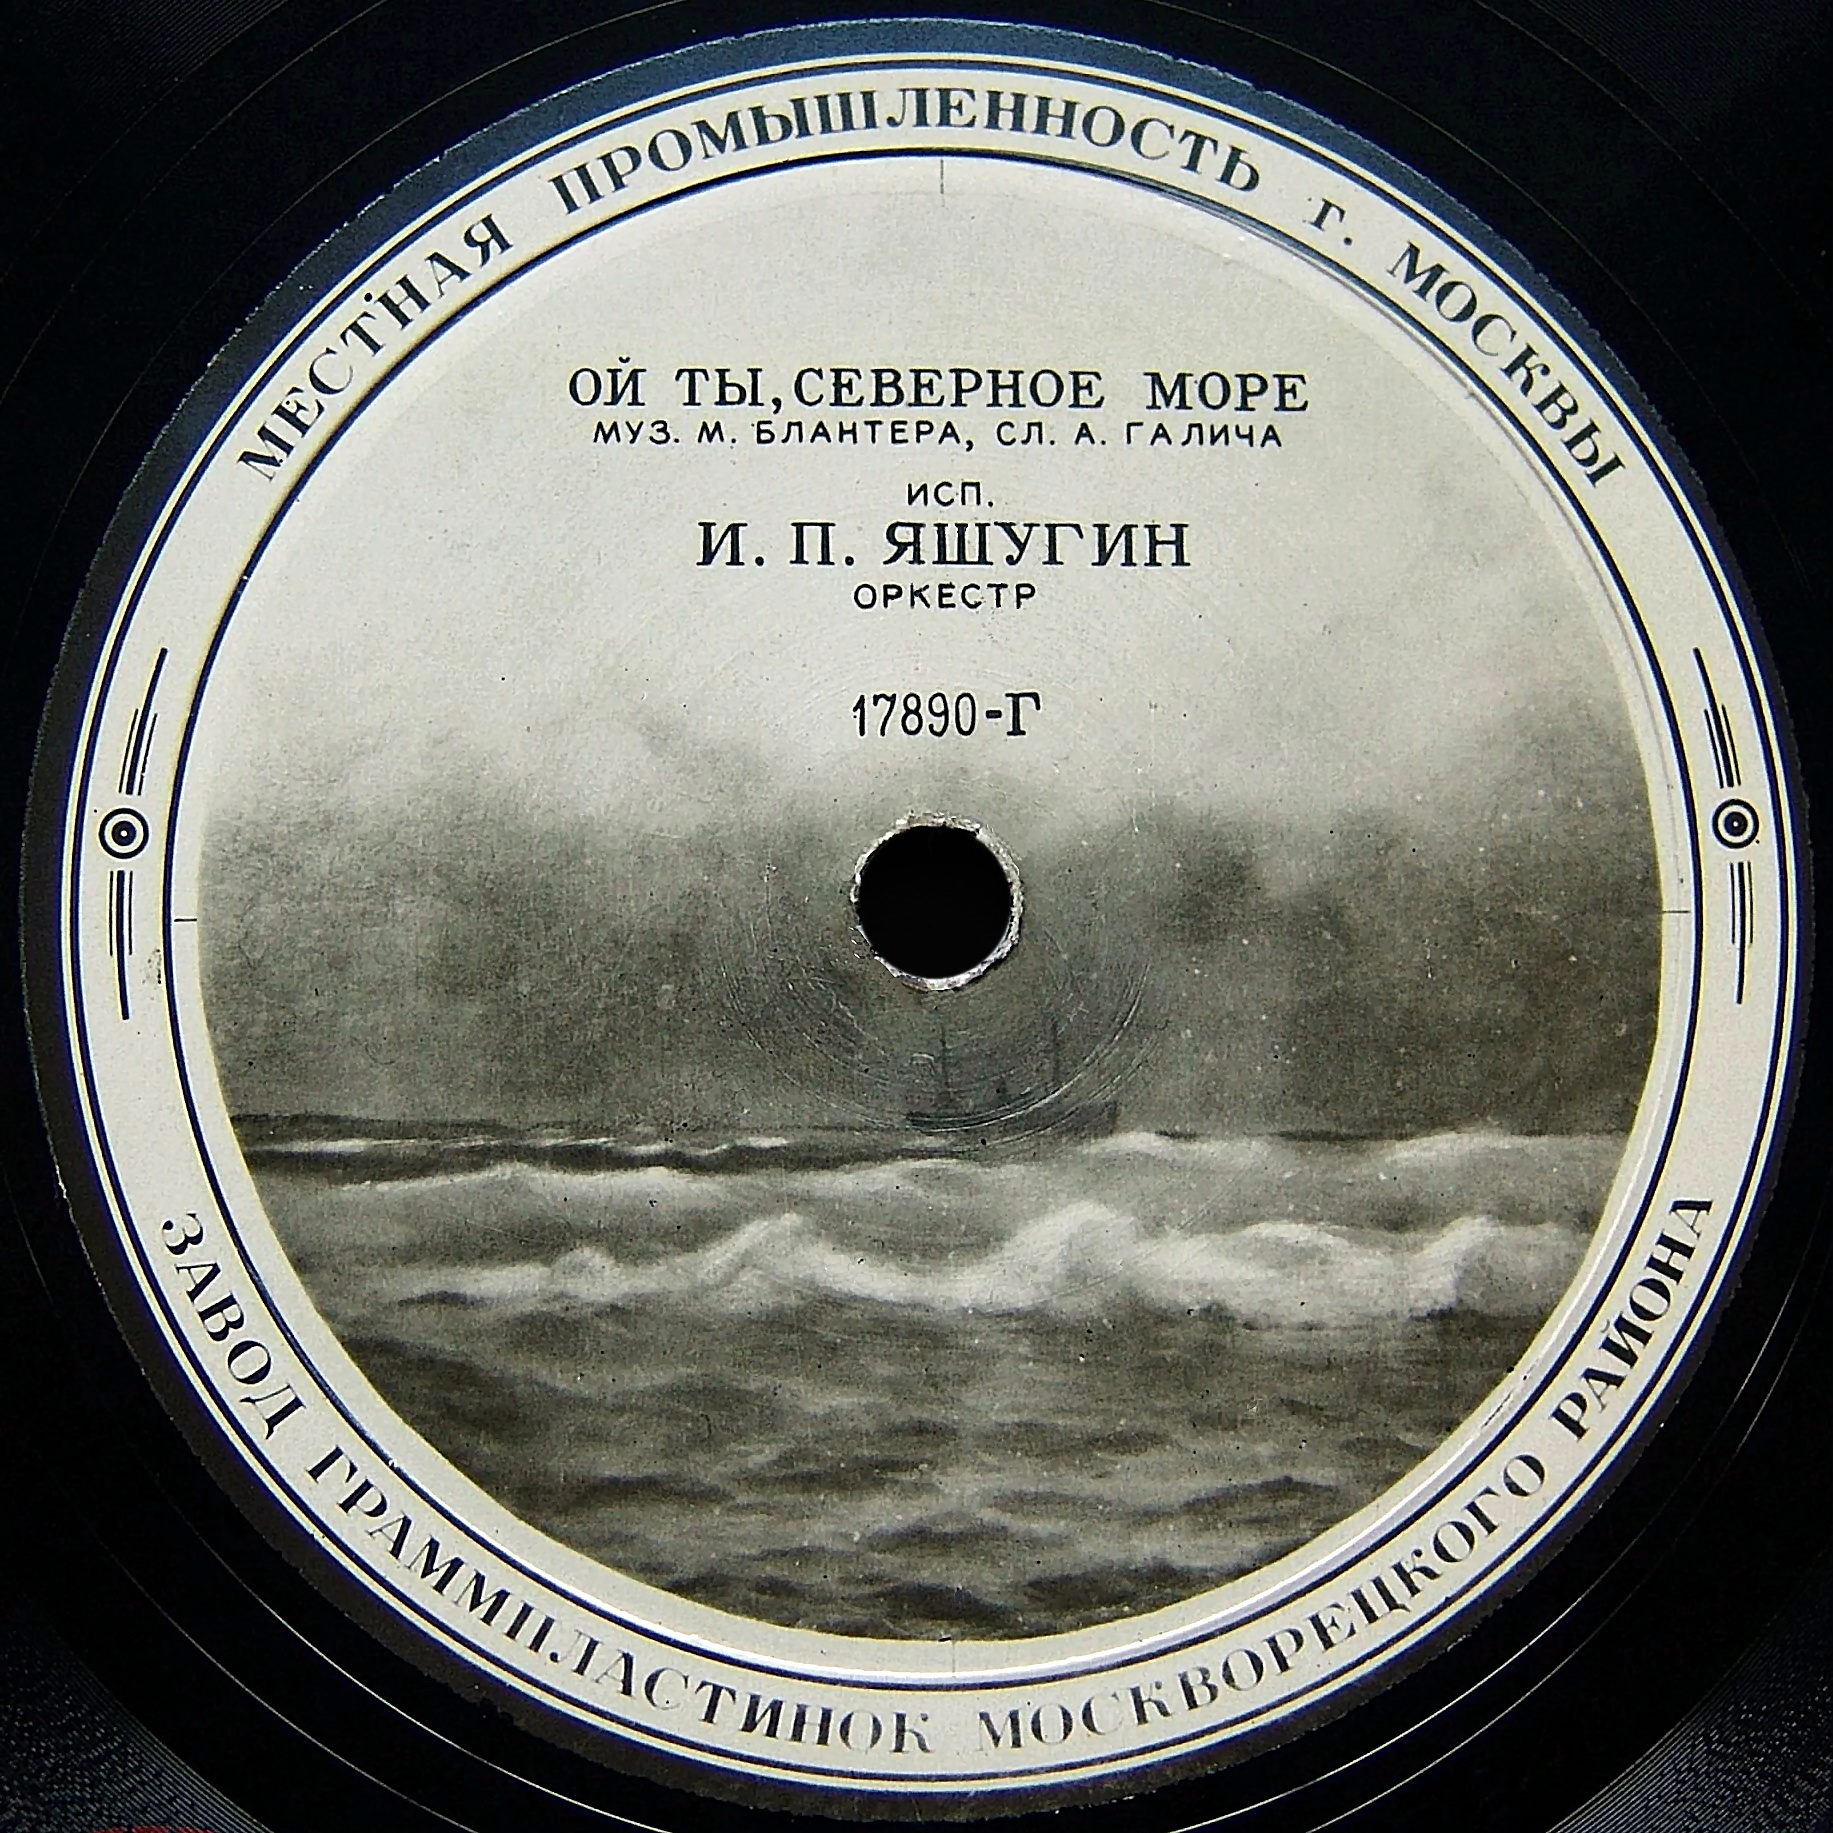 МЕСТНАЯ ПРОМЫШЛЕННОСТЬ г. МОСКВЫ
ОЙ ТЫ, СЕВЕРНОЕ МОРЕ
МУЗ. М. БЛАНТЕРА, СЛ. А. ГАЛИЧА
ИСП.
И. П. ЯШУГИН
ОРКЕСТР
17890-Г
ЗАВОД ГРАММПЛАСТИНОК МОСКВОРЕЦКОГО РАЙОНА